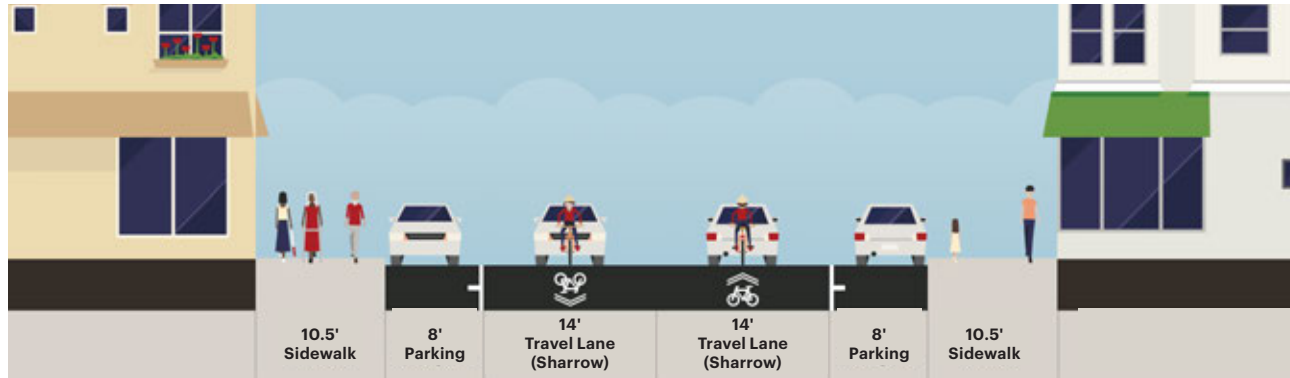 10.5'
Sidewalk
8'
Parking
14'
Travel Lane
(Sharrow)
14'
Travel Lane
(Sharrow)
8'
Parking
10.5'
Sidewalk